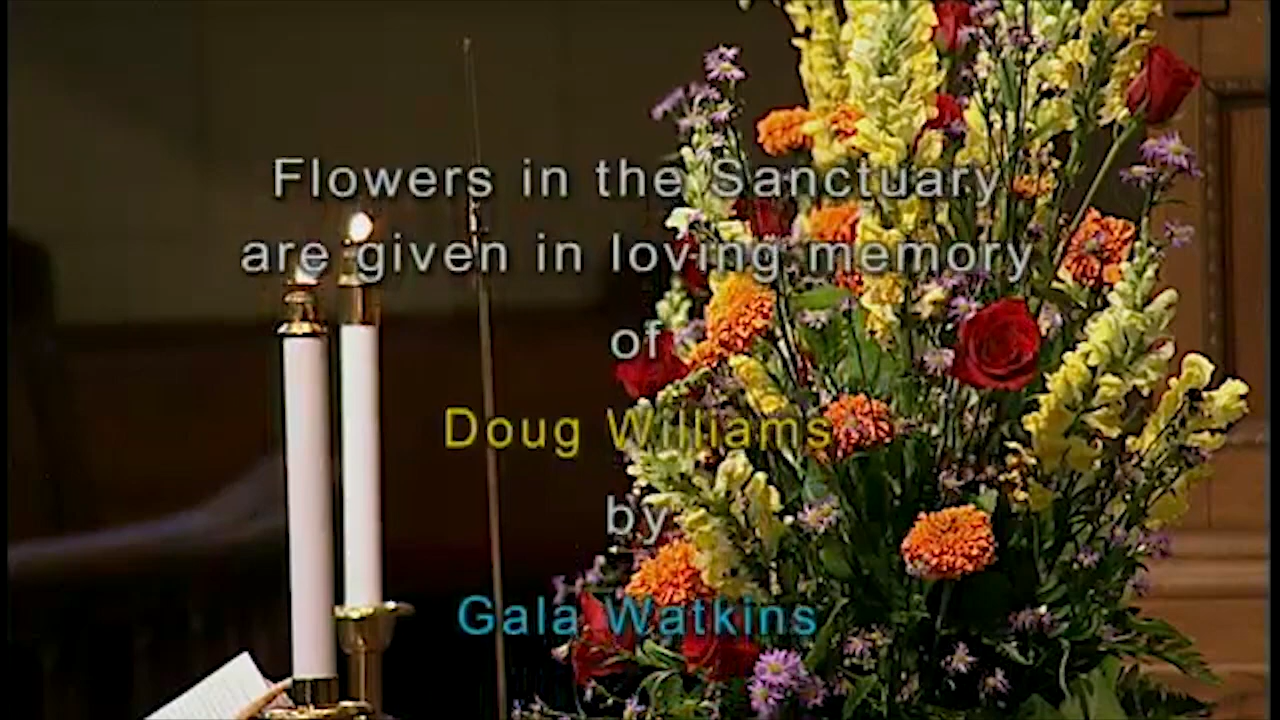 Flowers in the Sanctuary
are given in loving memory
of
Doug Williams
by
Gala Watkins